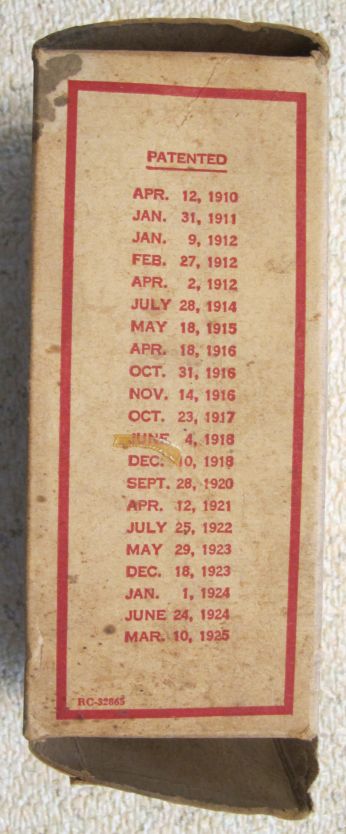 PATENTED
APR. 12, 1910
JAN. 31, 1911
JAN. 9, 1912
FEB. 27, 1912
APR. 2, 1912
JULY 28, 1914
MAY 18, 1915
APR. 18, 1916
OCT. 31, 1916
NOV. 14, 1916
OCT. 23, 1917
JUNE 4, 1918
DEC. 10, 1918
SEPT. 28, 1920
APR. 12, 1921
JULY 25, 1922
MAY 29, 1923
DEC. 18, 1923
JAN. 1, 1924
JUNE 24, 1924
MAR. 10, 1925
RC-32865